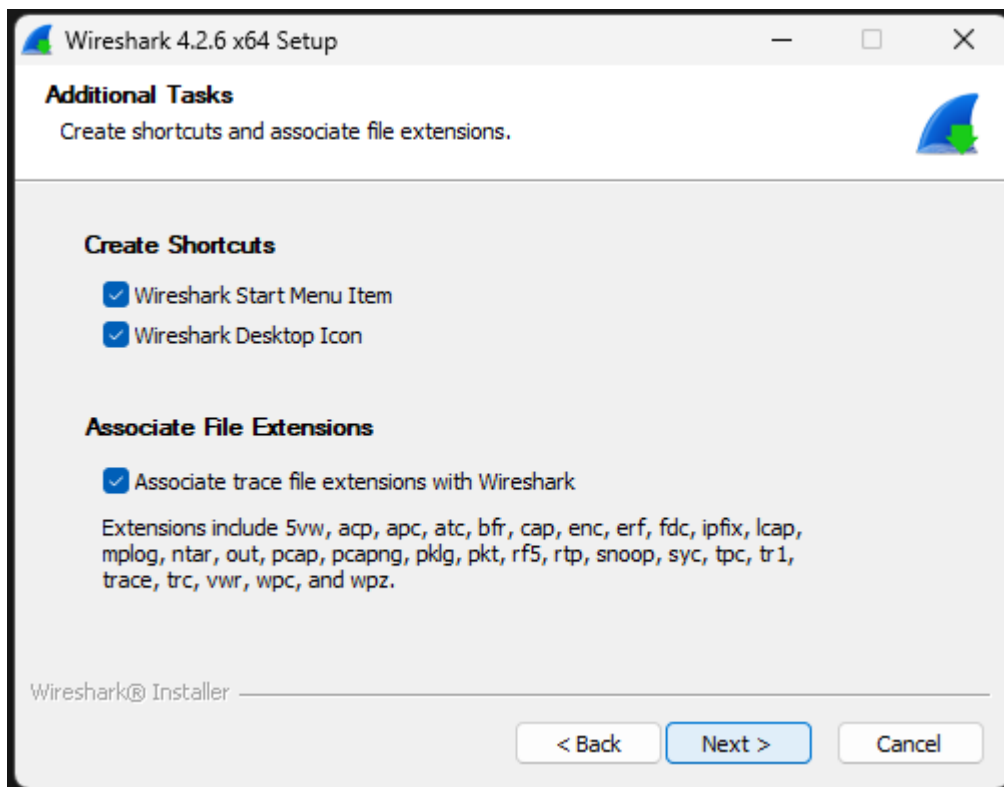 Wireshark 4.2.6 x64 Setup
Additional Tasks
Create shortcuts and associate file extensions.
Create Shortcuts
Wireshark Start Menu Item
Wireshark Desktop Icon
Associate File Extensions
Associate trace file extensions with Wireshark
Extensions include 5vw, acp, apc, atc, bfr, cap, enc, erf, fdc, ipfix, lcap,
mplog, ntar, out, pcap, pcapng, pklg, pkt, rf5, rtp, snoop, syc, tpc, tr1,
trace, trc, vwr, wpc, and wpz.
Wireshark® Installer
< Back Next > Cancel